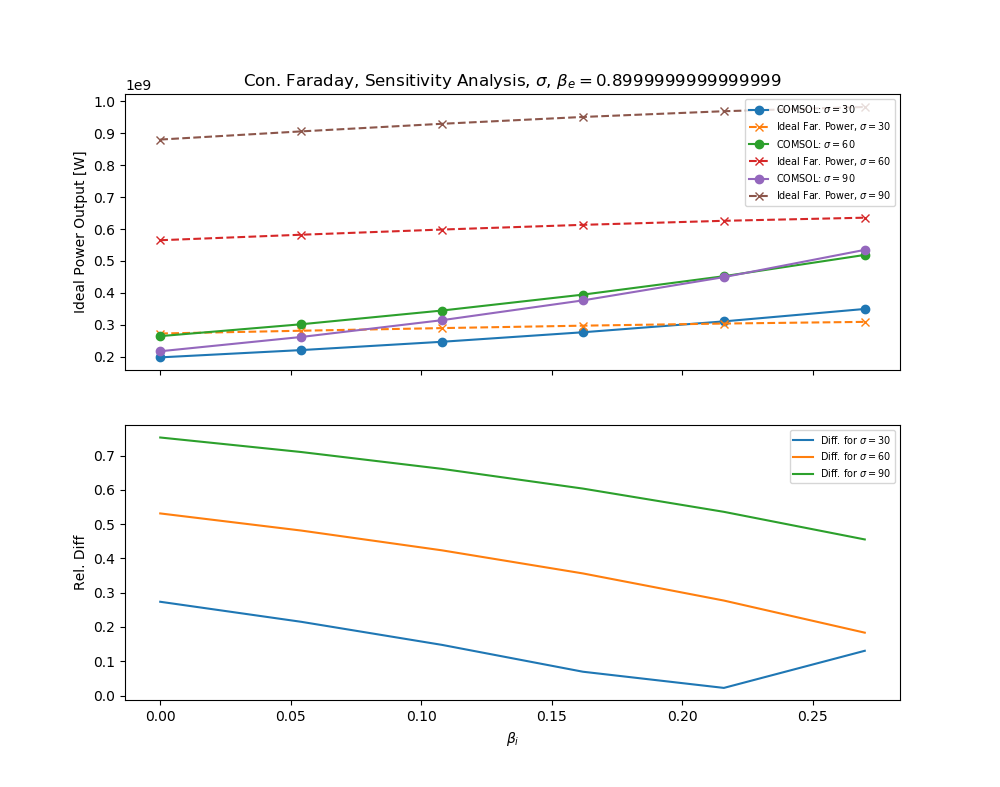 Con. Faraday, Sensitivity Analysis, σ, βₑ = 0.8999999999999999
1e9
1.0
0.9
0.8
0.7
0.6
0.5
0.4
0.3
0.2
Ideal Power Output [W]
COMSOL: σ = 30
Ideal Far. Power, σ = 30
COMSOL: σ = 60
Ideal Far. Power, σ = 60
COMSOL: σ = 90
Ideal Far. Power, σ = 90
0.7
0.6
0.5
0.4
0.3
0.2
0.1
0.0
Rel. Diff
Diff. for σ = 30
Diff. for σ = 60
Diff. for σ = 90
0.00 0.05 0.10 0.15 0.20 0.25
βᵢ